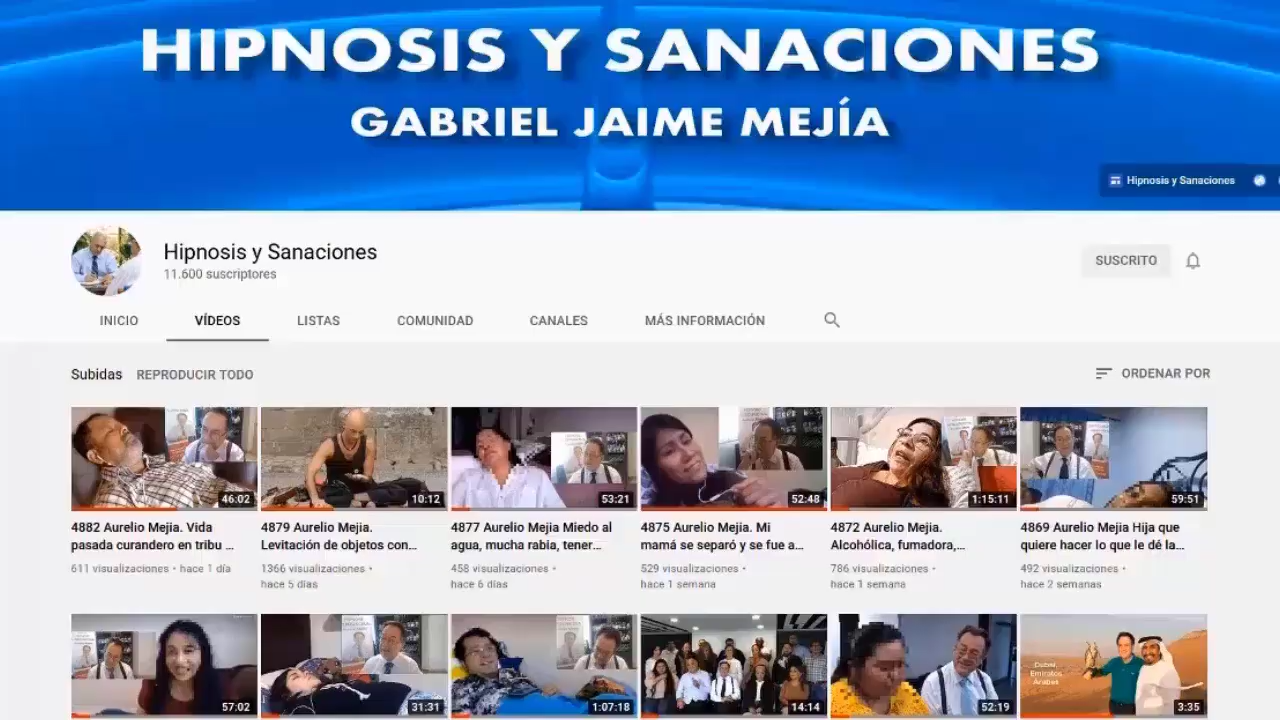 HIPNOSIS Y SANACIONES
GABRIEL JAIME MEJÍA
Hipnosis y Sanaciones
Hipnosis y Sanaciones
11.600 suscriptores
SUSCRITO
INICIO VÍDEOS LISTAS COMUNIDAD CANALES MÁS INFORMACIÓN
Subidas REPRODUCIR TODO ORDENAR POR
46:02 10:12 53:21 52:48 1:15:11 59:51
4882 Aurelio Mejia. Vida
pasada curandero en tribu ...
611 visualizaciones • hace 1 día
4879 Aurelio Mejia.
Levitación de objetos con...
1366 visualizaciones •
hace 5 días
4877 Aurelio Mejia Miedo al
agua, mucha rabia, tener...
458 visualizaciones •
hace 6 días
4875 Aurelio Mejia. Mi
mamá se separó y se fue a...
529 visualizaciones •
hace 1 semana
4872 Aurelio Mejia.
Alcohólica, fumadora,...
786 visualizaciones •
hace 1 semana
4869 Aurelio Mejia Hija que
quiere hacer lo que le dé la...
492 visualizaciones •
hace 2 semanas
Dubai,
Emiratos
Árabes
57:02 31:31 1:07:18 14:14 52:19 3:35